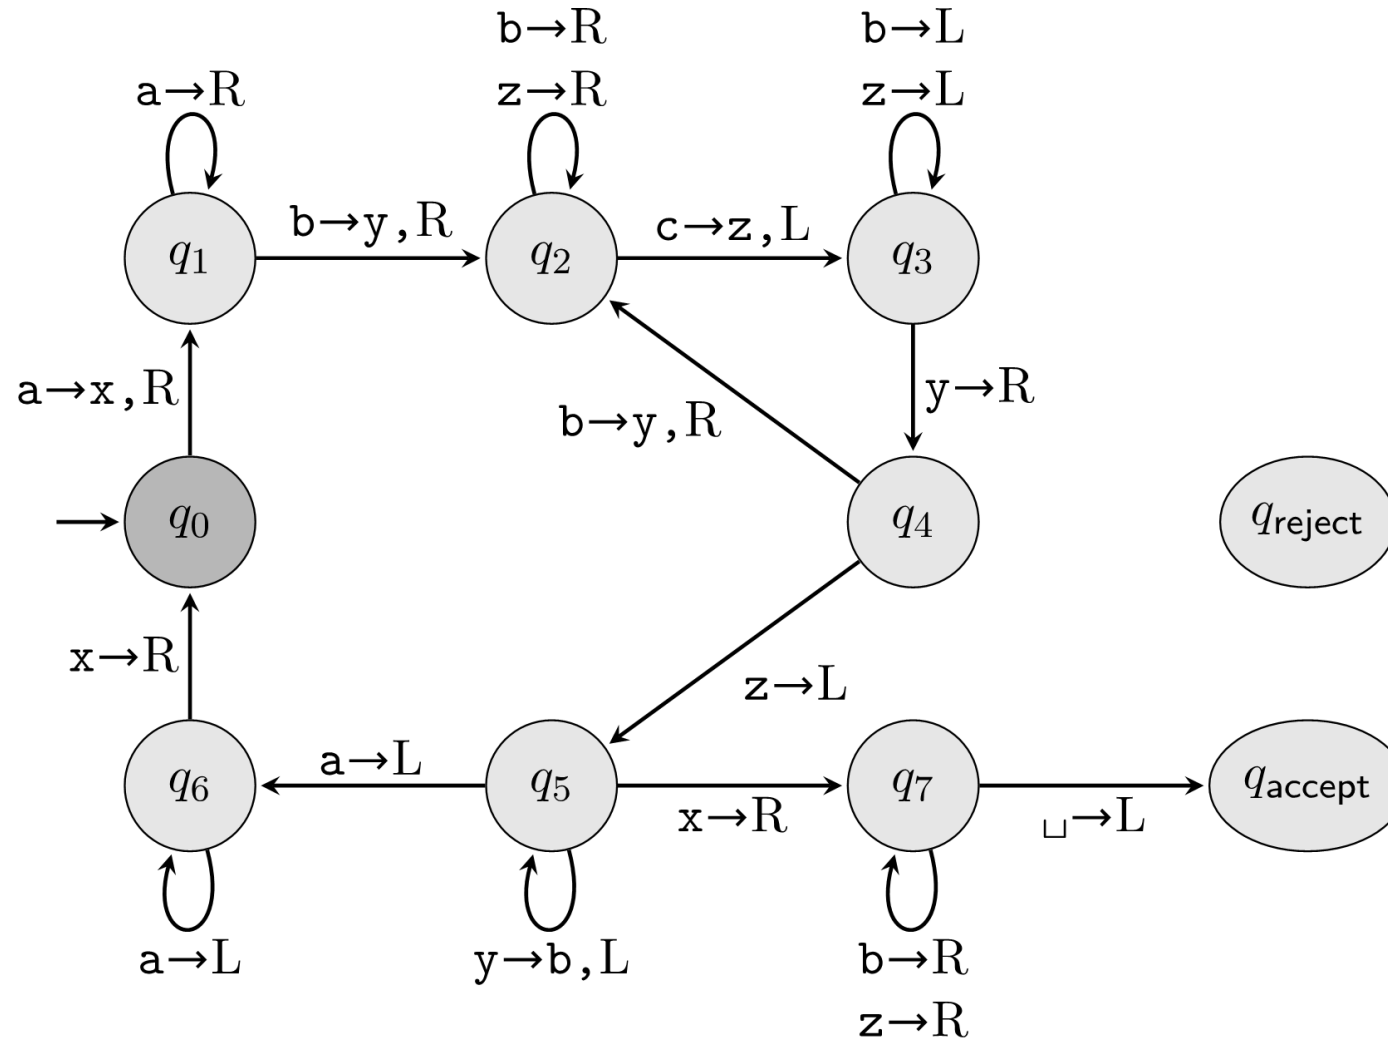 b→R b→L
a→R z→R z→L
b→y,R c→z,L
q1 q2 q3
a→x,R y→R
b→y,R
q0 q4 qreject
x→R z→L
a→L
q6 q5 q7 qaccept
x→R ␣→L
a→L y→b,L b→R
z→R